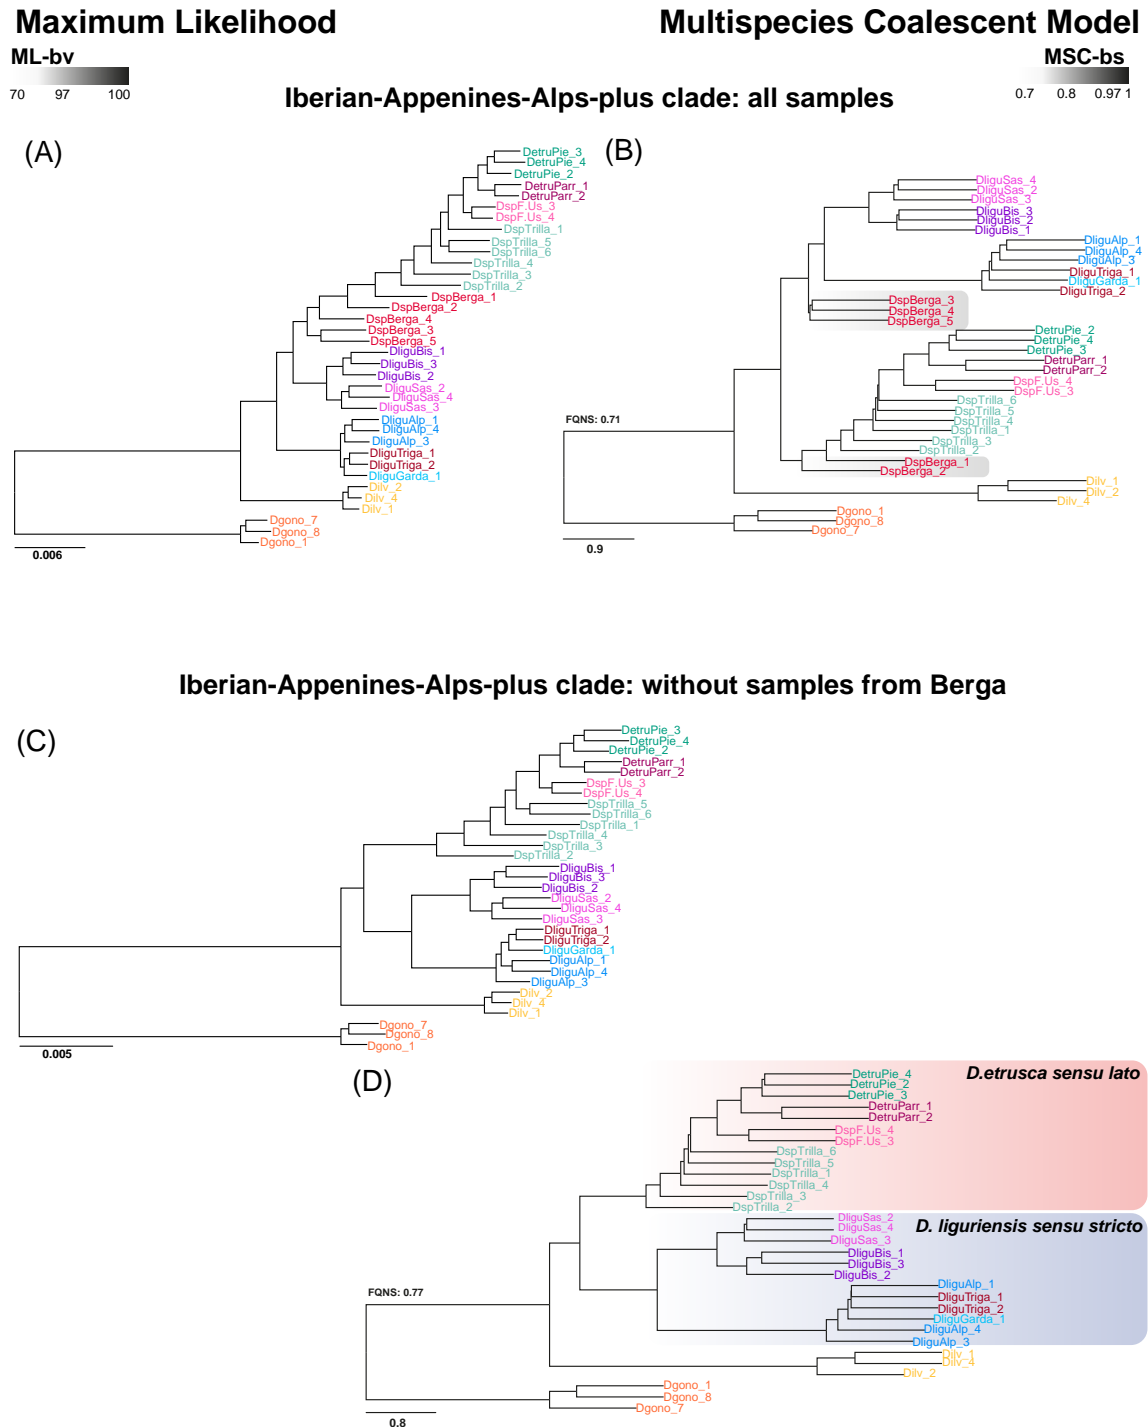 Maximum Likelihood
Multispecies Coalescent Model
ML-bv
70 97 100
MSC-bs
0.7 0.8 0.97 1
Iberian-Appenines-Alps-plus clade: all samples
(A)
DetruPie_3
DetruPie_4
DetruPie_2
DetruParr_1
DetruParr_2
DspF.Us_3
DspF.Us_4
DspTrilla_1
DspTrilla_5
DspTrilla_6
DspTrilla_4
DspTrilla_3
DspTrilla_2
DspBerga_1
DspBerga_2
DspBerga_4
DspBerga_3
DspBerga_5
DliguBis_1
DliguBis_3
DliguBis_2
DliguSas_2
DliguSas_4
DliguSas_3
DliguAlp_1
DliguAlp_4
DliguAlp_3
DliguTriga_1
DliguTriga_2
DliguGarda_1
Dilv_2
Dilv_4
Dilv_1
Dgono_7
Dgono_8
Dgono_1
0.006
(B)
DliguSas_4
DliguSas_2
DliguSas_3
DliguBis_3
DliguBis_2
DliguBis_1
DliguAlp_1
DliguAlp_4
DliguAlp_3
DliguTriga_1
DliguGarda_1
DliguTriga_2
DspBerga_3
DspBerga_4
DspBerga_5
DetruPie_2
DetruPie_4
DetruPie_3
DetruParr_1
DetruParr_2
DspF.Us_4
DspF.Us_3
DspTrilla_6
DspTrilla_5
DspTrilla_4
DspTrilla_1
DspTrilla_3
DspTrilla_2
DspBerga_1
DspBerga_2
Dilv_1
Dilv_2
Dilv_4
Dgono_1
Dgono_8
Dgono_7
FQNS: 0.71
0.9
Iberian-Appenines-Alps-plus clade: without samples from Berga
(C)
DetruPie_3
DetruPie_4
DetruPie_2
DetruParr_1
DetruParr_2
DspF.Us_3
DspF.Us_4
DspTrilla_5
DspTrilla_6
DspTrilla_1
DspTrilla_4
DspTrilla_3
DspTrilla_2
DliguBis_1
DliguBis_3
DliguBis_2
DliguSas_2
DliguSas_4
DliguSas_3
DliguTriga_1
DliguTriga_2
DliguGarda_1
DliguAlp_1
DliguAlp_4
DliguAlp_3
Dilv_2
Dilv_4
Dilv_1
Dgono_7
Dgono_8
Dgono_1
0.005
(D)
D.etrusca sensu lato
DetruPie_4
DetruPie_2
DetruPie_3
DetruParr_1
DetruParr_2
DspF.Us_4
DspF.Us_3
DspTrilla_6
DspTrilla_5
DspTrilla_1
DspTrilla_4
DspTrilla_3
DspTrilla_2
D. liguriensis sensu stricto
DliguSas_2
DliguSas_4
DliguSas_3
DliguBis_1
DliguBis_3
DliguBis_2
DliguAlp_1
DliguTriga_1
DliguTriga_2
DliguGarda_1
DliguAlp_4
DliguAlp_3
Dilv_1
Dilv_4
Dilv_2
Dgono_1
Dgono_8
Dgono_7
FQNS: 0.77
0.8